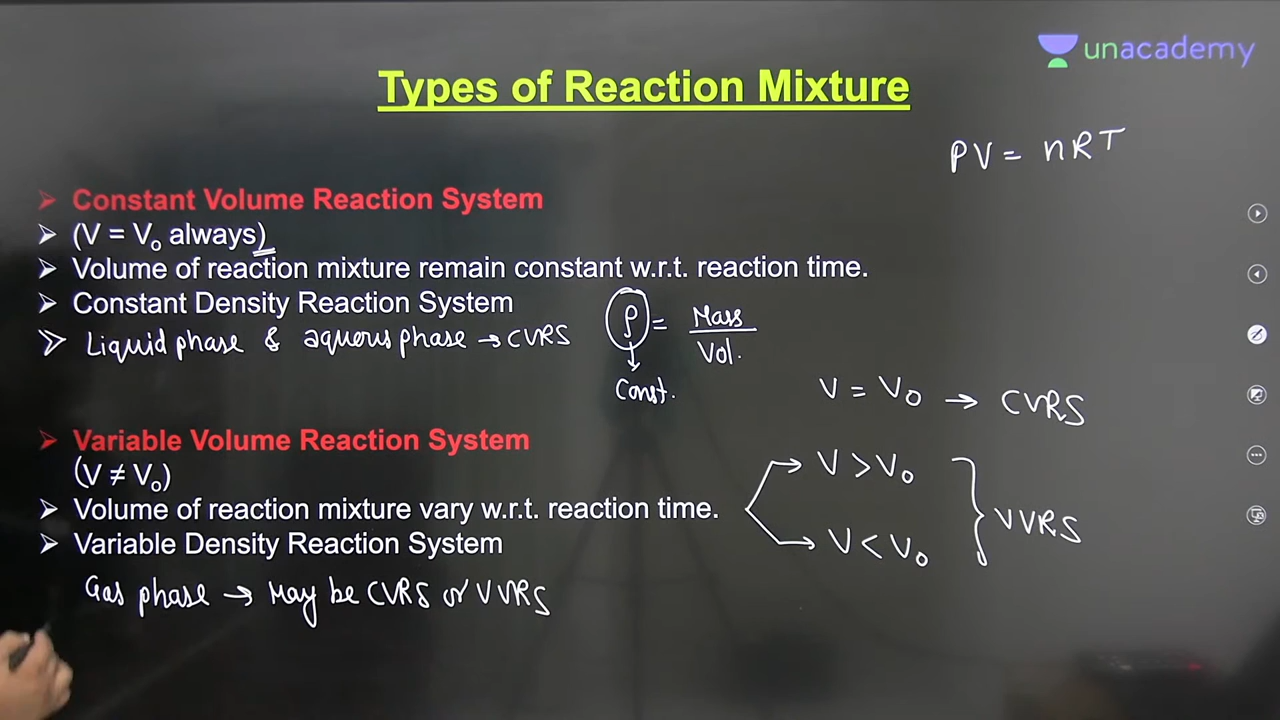 unacademy
Types of Reaction Mixture
PV = nRT
➢ Constant Volume Reaction System
➢ (V = V₀ always)
➢ Volume of reaction mixture remain constant w.r.t. reaction time.
➢ Constant Density Reaction System
➢ Liquid phase & aqueous phase → CVRS
ρ = Mass / Vol.
↓
Const.
V = V₀ → CVRS
➢ Variable Volume Reaction System
(V ≠ V₀)
➢ Volume of reaction mixture vary w.r.t. reaction time.
➢ Variable Density Reaction System
→ V > V₀
→ V < V₀
} VVRS
Gas phase → May be CVRS or VVRS